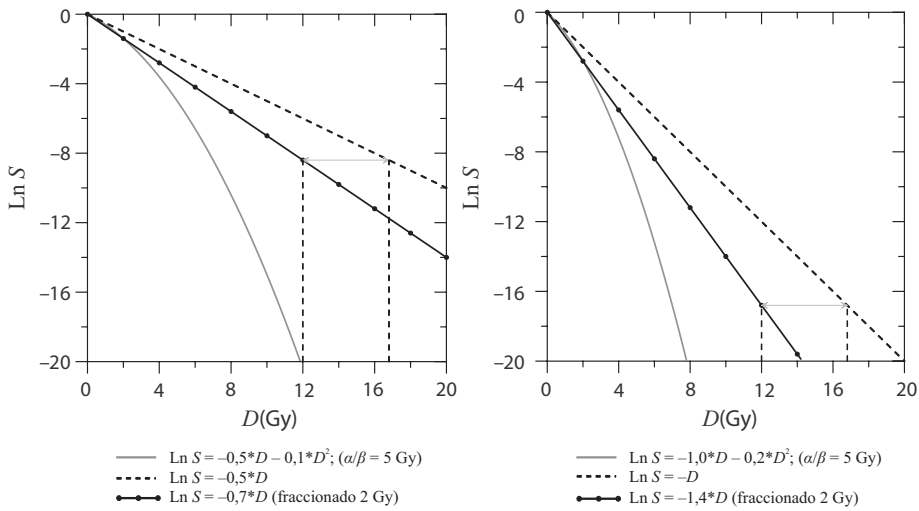 0
−4
−8
−12
−16
−20
Ln S
0 4 8 12 16 20
D(Gy)
Ln S = −0,5*D − 0,1*D²; (α/β = 5 Gy)
Ln S = −0,5*D
Ln S = −0,7*D (fraccionado 2 Gy)
0
−4
−8
−12
−16
−20
Ln S
0 4 8 12 16 20
D(Gy)
Ln S = −1,0*D − 0,2*D²; (α/β = 5 Gy)
Ln S = −D
Ln S = −1,4*D (fraccionado 2 Gy)